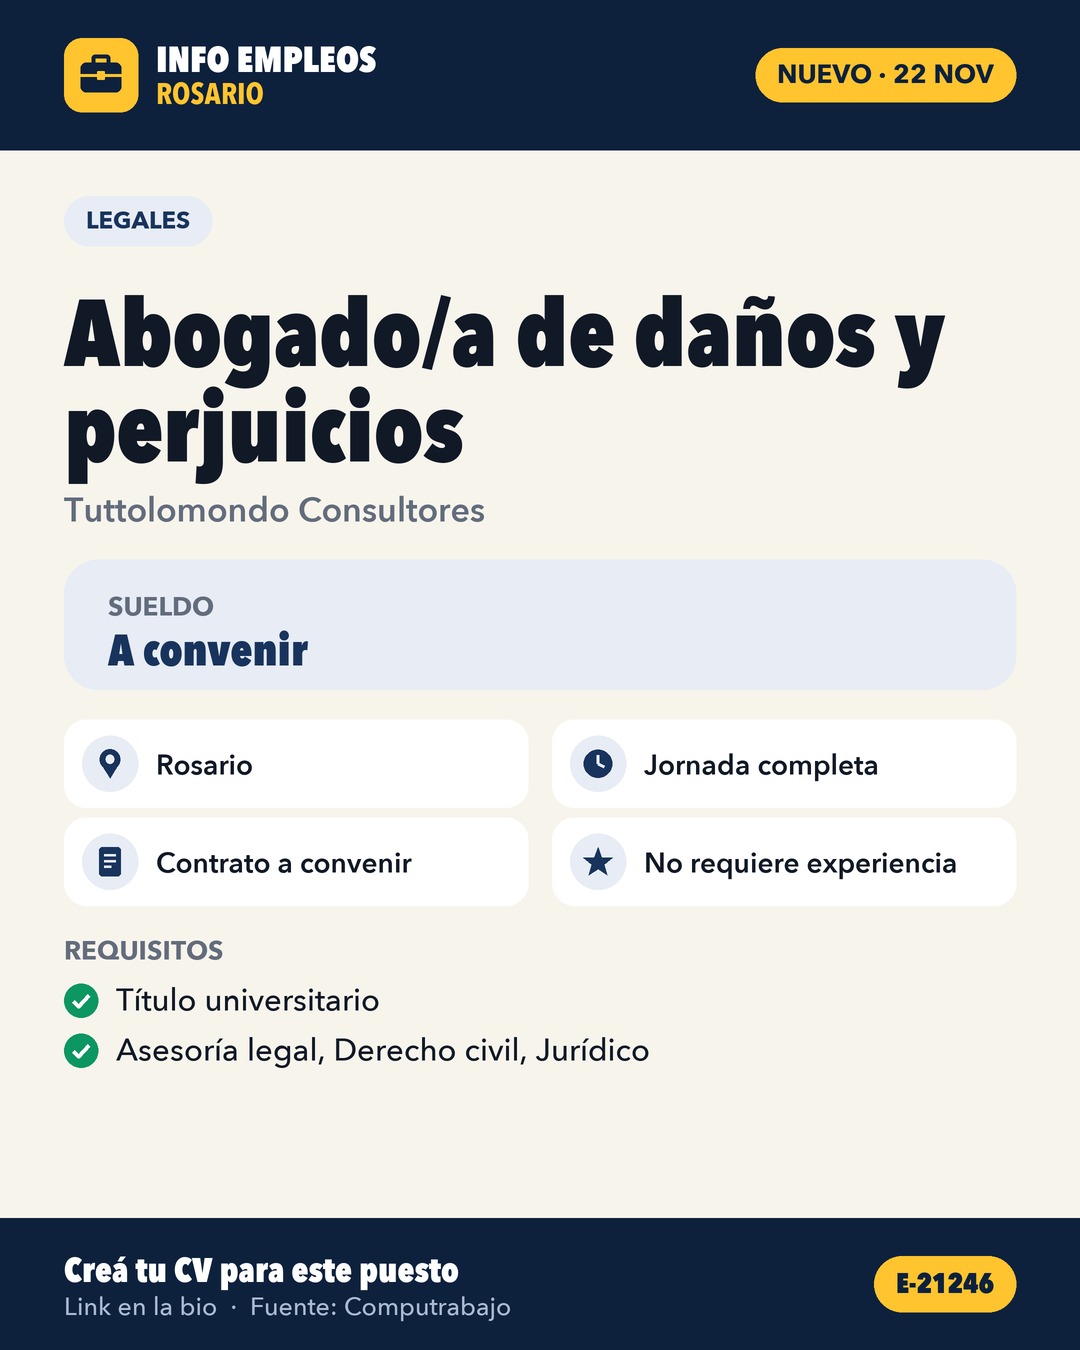 INFO EMPLEOS
ROSARIO
NUEVO · 22 NOV
LEGALES
Abogado/a de daños y
perjuicios
Tuttolomondo Consultores
SUELDO
A convenir
Rosario
Jornada completa
Contrato a convenir
No requiere experiencia
REQUISITOS
Título universitario
Asesoría legal, Derecho civil, Jurídico
Creá tu CV para este puesto
Link en la bio · Fuente: Computrabajo
E-21246